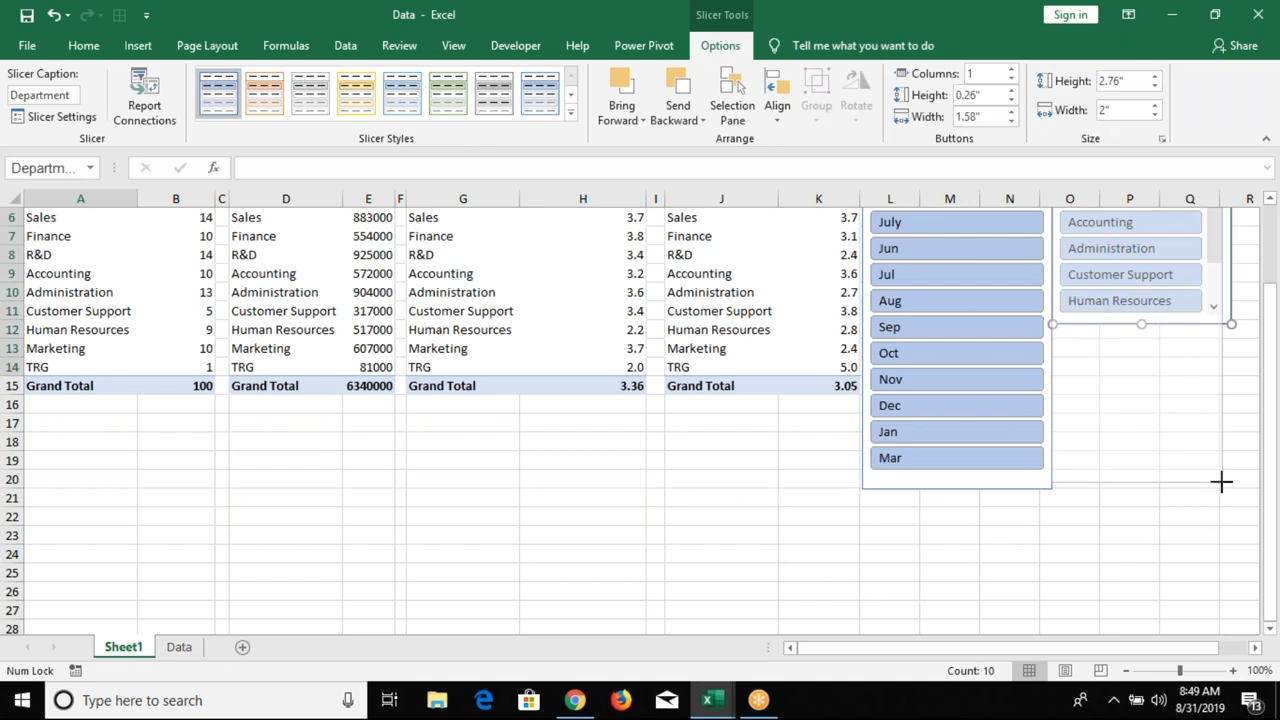 Data - Excel
Slicer Tools
Sign in
File Home Insert Page Layout Formulas Data Review View Developer Help Power Pivot Options Tell me what you want to do Share
Slicer Caption:
Department
Slicer Settings
Report Connections
Slicer
Slicer Styles
Bring Forward
Send Backward
Selection Pane
Align
Group
Rotate
Arrange
Columns: 1
Height: 0.26"
Width: 1.58"
Buttons
Height: 2.76"
Width: 2"
Size
Departm...
fx
A B C D E F G H I J K L M N O P Q R
6 Sales 14 Sales 883000 Sales 3.7 Sales 3.7
7 Finance 10 Finance 554000 Finance 3.8 Finance 3.1
8 R&D 14 R&D 925000 R&D 3.4 R&D 2.4
9 Accounting 10 Accounting 572000 Accounting 3.2 Accounting 3.6
10 Administration 13 Administration 904000 Administration 3.6 Administration 2.7
11 Customer Support 5 Customer Support 317000 Customer Support 3.4 Customer Support 3.8
12 Human Resources 9 Human Resources 517000 Human Resources 2.2 Human Resources 2.8
13 Marketing 10 Marketing 607000 Marketing 3.7 Marketing 2.4
14 TRG 1 TRG 81000 TRG 2.0 TRG 5.0
15 Grand Total 100 Grand Total 6340000 Grand Total 3.36 Grand Total 3.05
16
17
18
19
20
21
22
23
24
25
26
27
28
July
Jun
Jul
Aug
Sep
Oct
Nov
Dec
Jan
Mar
Accounting
Administration
Customer Support
Human Resources
Sheet1 Data
Num Lock
Count: 10
100%
Type here to search
8:49 AM
8/31/2019
13